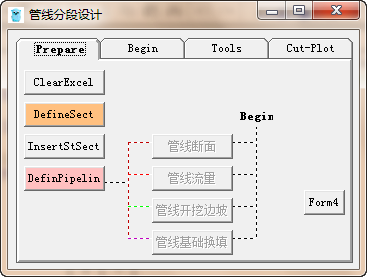 管线分段设计
Prepare
Begin
Tools
Cut-Plot
ClearExcel
DefineSect
InsertStSect
DefinPipelin
Begin
管线断面
管线流量
管线开挖边坡
管线基础换填
Form4